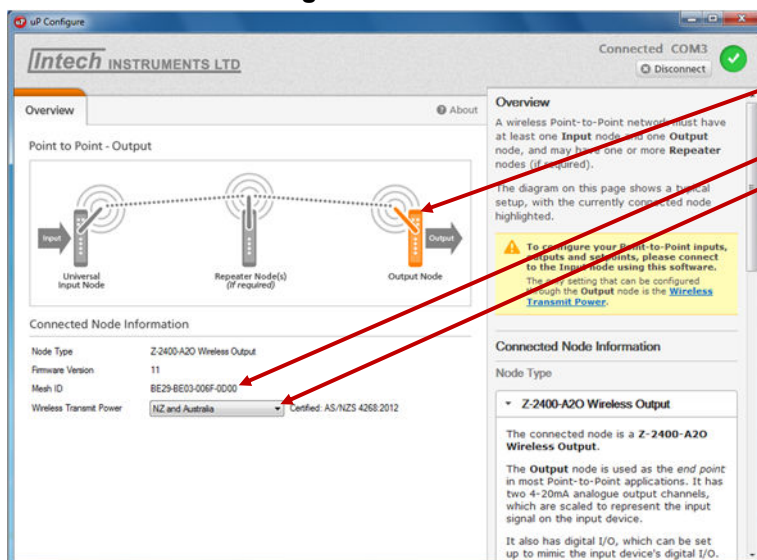 uP Configure
Intech INSTRUMENTS LTD
Connected COM3
Disconnect
Overview
About
Point to Point - Output
Input
Output
Universal
Input Node
Repeater Node(s)
(If required)
Output Node
Connected Node Information
Node Type Z-2400-A2O Wireless Output
Firmware Version 11
Mesh ID BE29-BE03-006F-0D00
Wireless Transmit Power NZ and Australia Certified: AS/NZS 4268:2012
Overview
A wireless Point-to-Point network must have
at least one Input node and one Output
node, and may have one or more Repeater
nodes (if required).
The diagram on this page shows a typical
setup, with the currently connected node
highlighted.
To configure your Point-to-Point inputs,
outputs and setpoints, please connect
to the Input node using this software.
The only setting that can be configured
through the Output node is the Wireless
Transmit Power.
Connected Node Information
Node Type
Z-2400-A2O Wireless Output
The connected node is a Z-2400-A2O
Wireless Output.
The Output node is used as the end point
in most Point-to-Point applications. It has
two 4-20mA analogue output channels,
which are scaled to represent the input
signal on the input device.
It also has digital I/O, which can be set
up to mimic the input device's digital I/O.